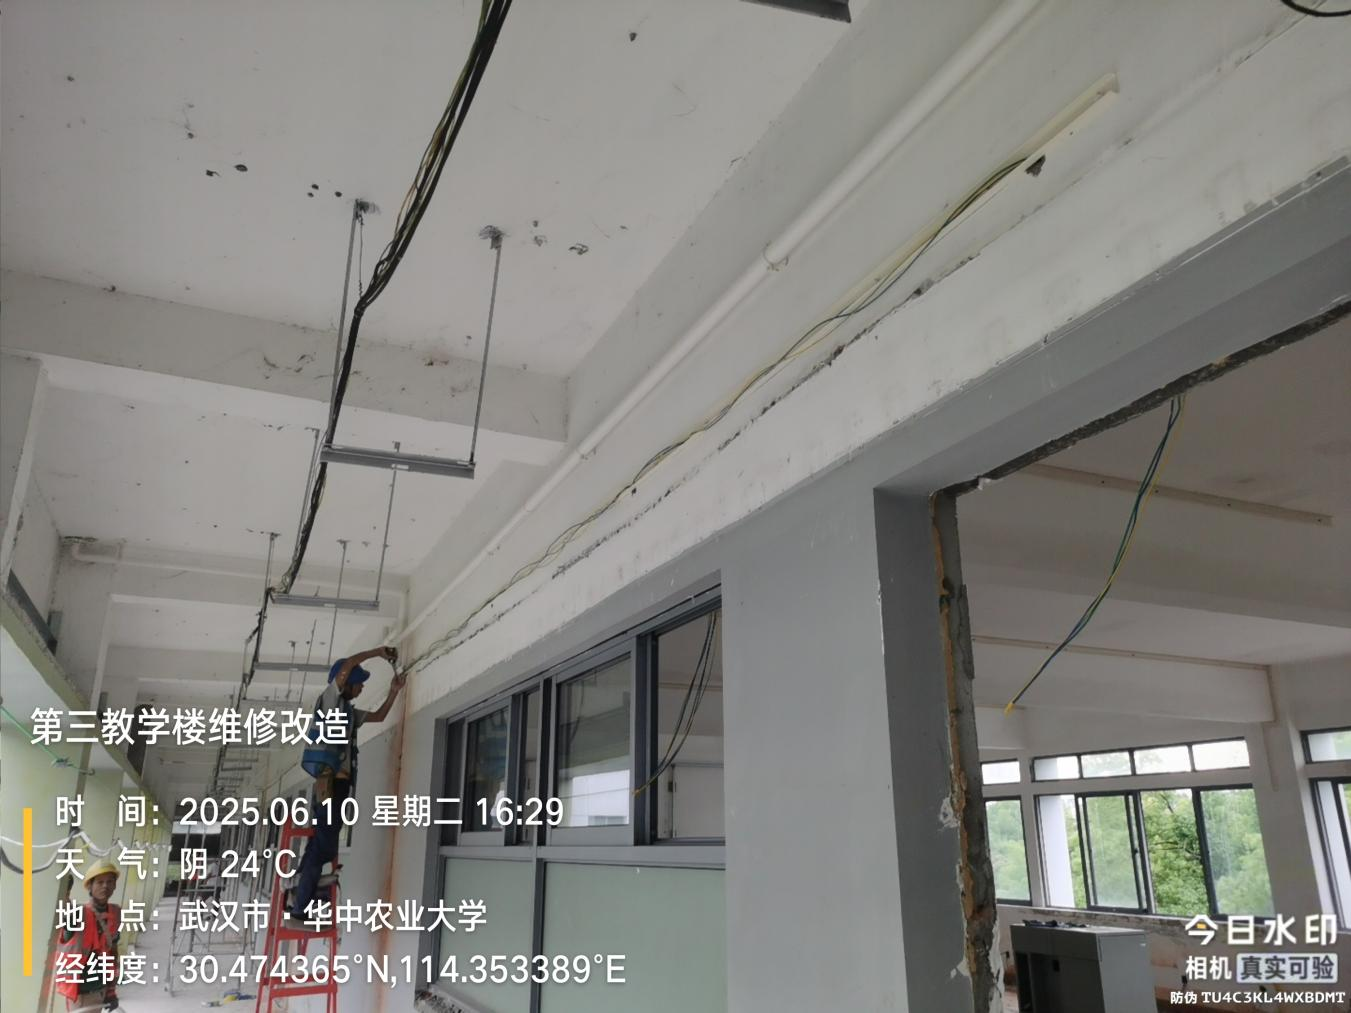 第三教学楼维修改造
时 间：2025.06.10 星期二 16:29
天 气：阴 24°C
地 点：武汉市·华中农业大学
经纬度：30.474365°N,114.353389°E
今日水印
相机 真实可验
防伪 TU4C3KL4WXBDMT